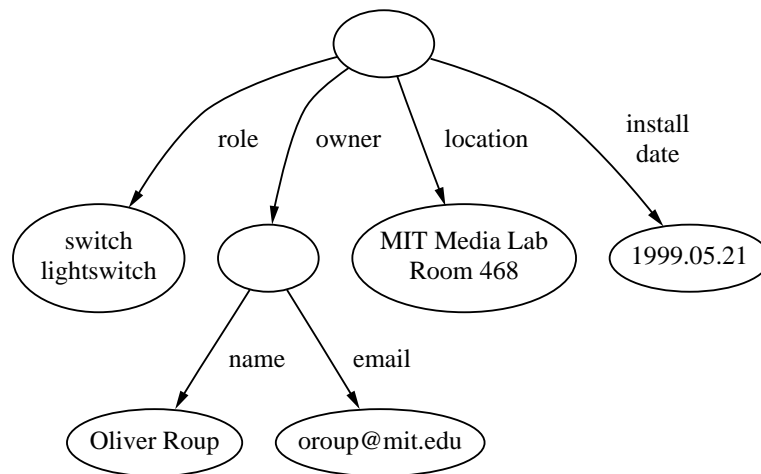 role
owner
location
install
date
switch
lightswitch
MIT Media Lab
Room 468
1999.05.21
name
email
Oliver Roup
oroup@mit.edu